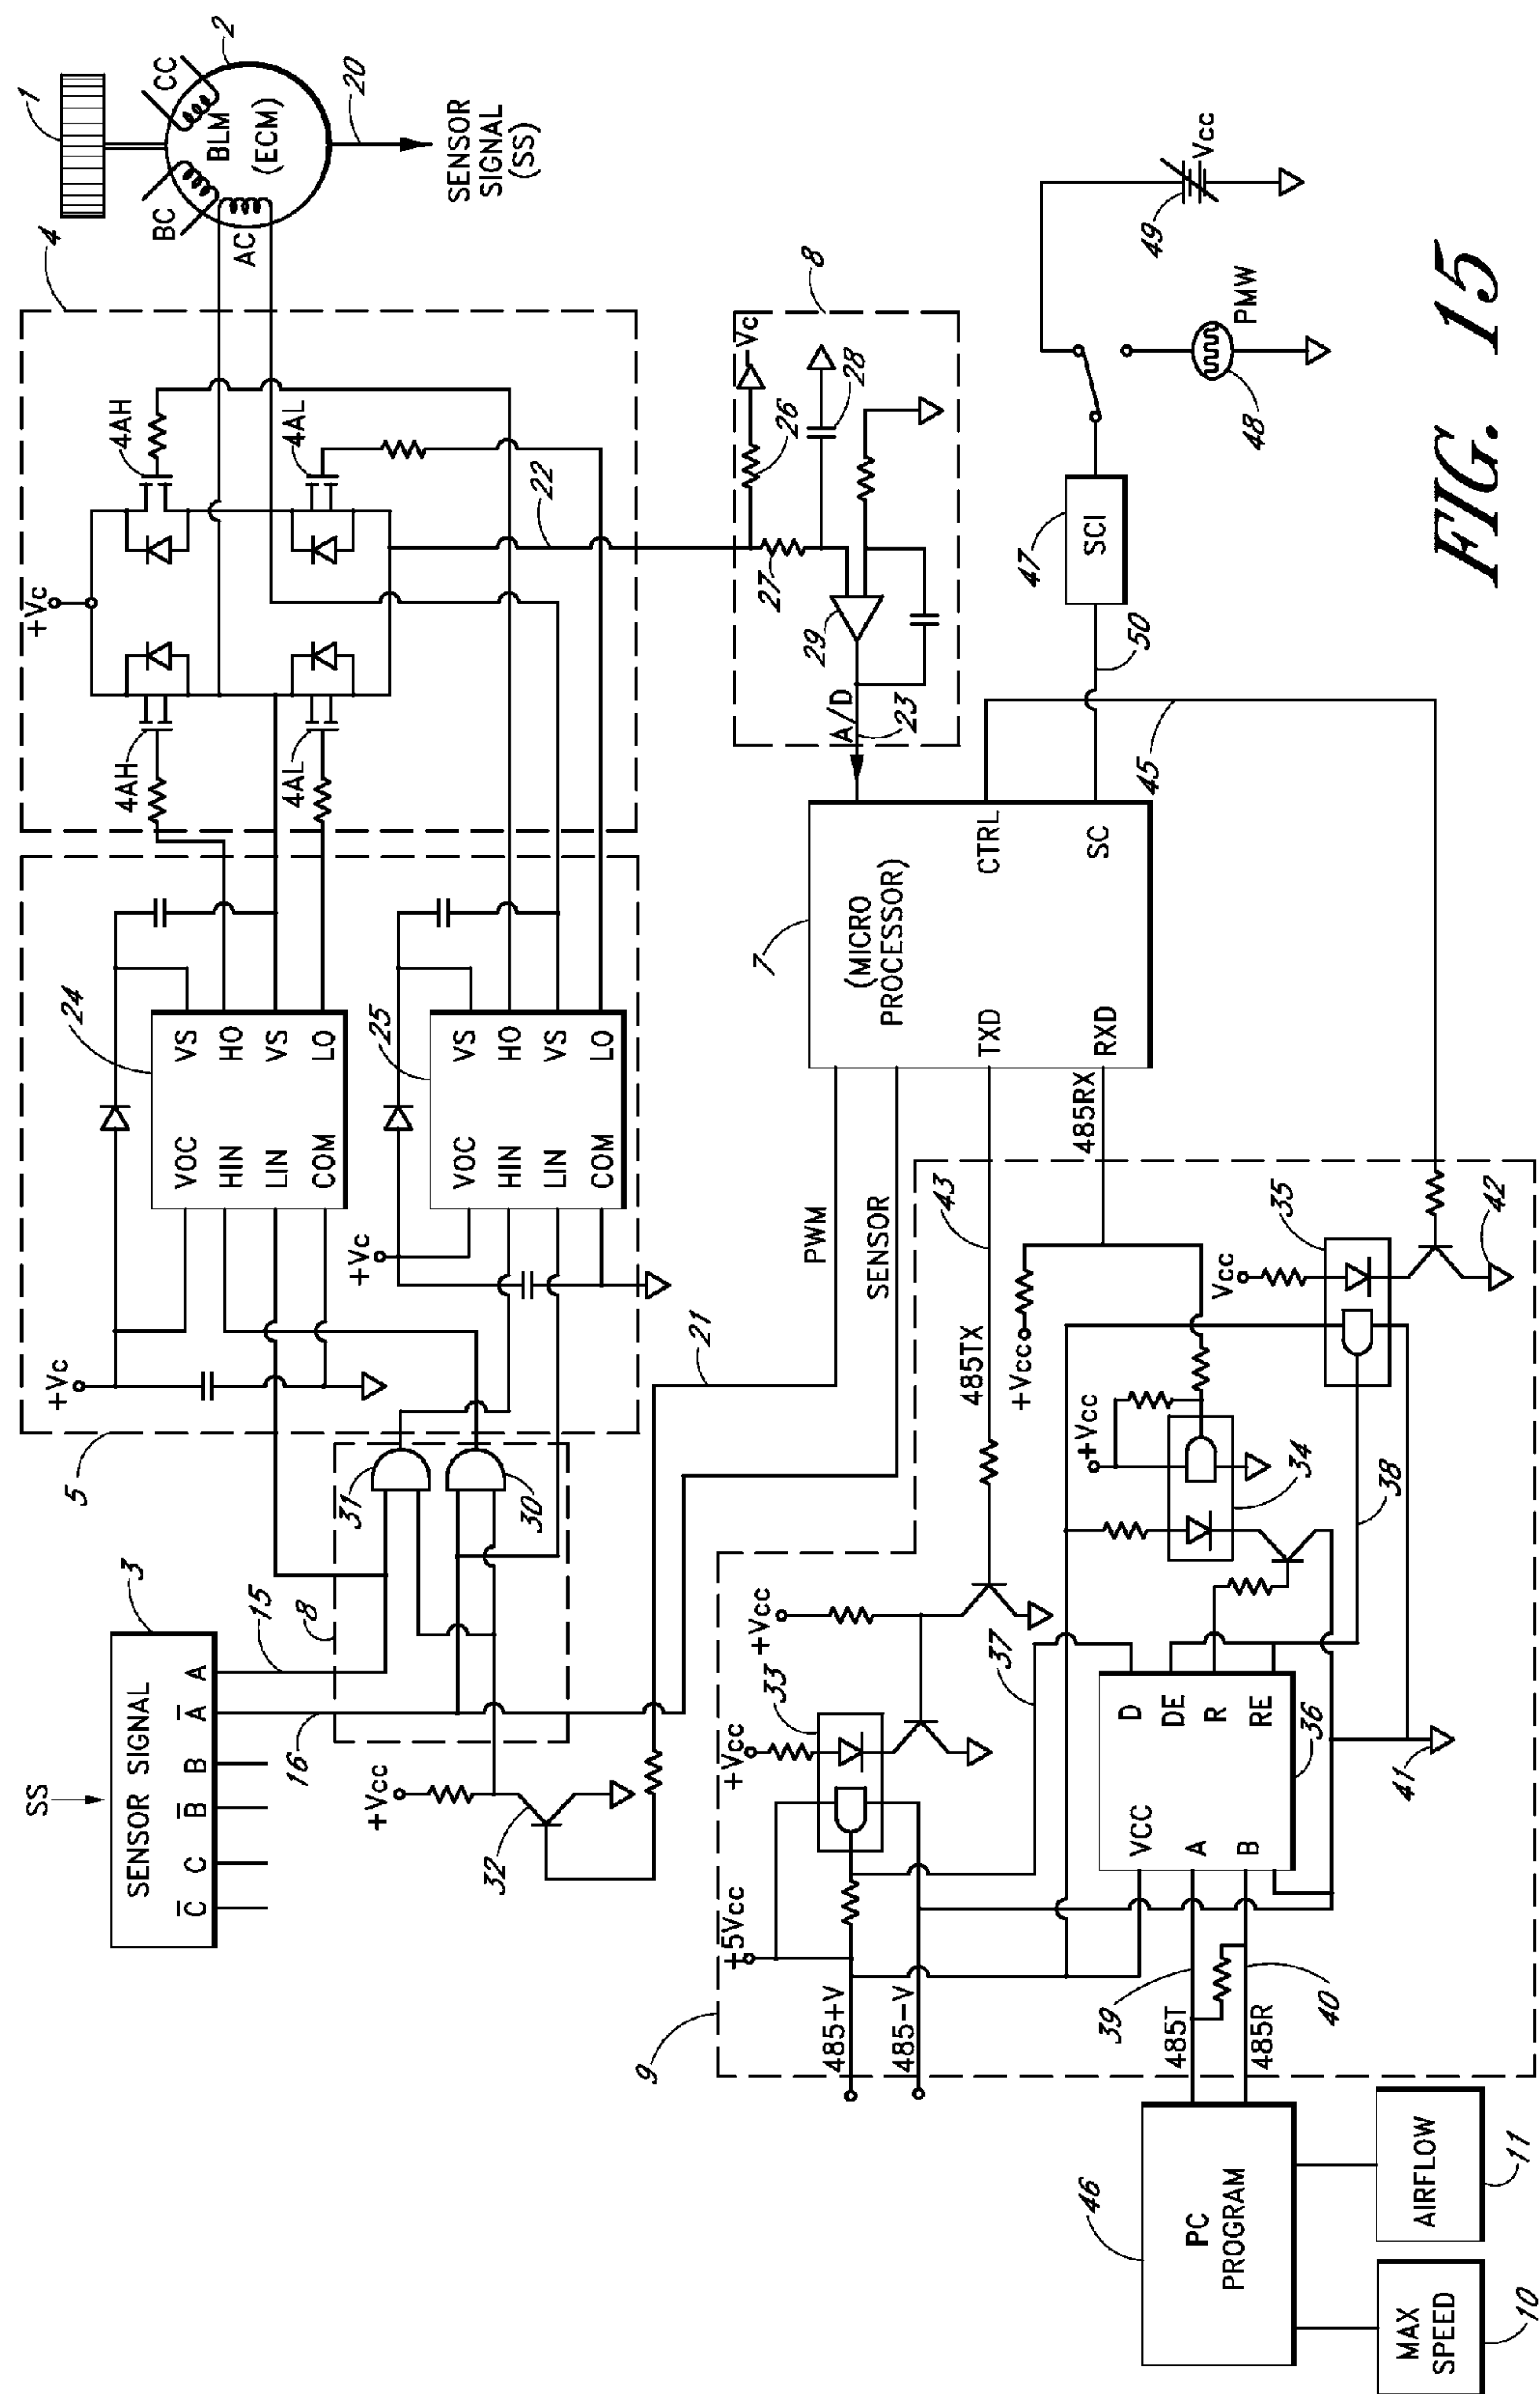 1
2
CC
BC
BLM
(ECM)
AC
20
SENSOR
SIGNAL
(SS)
4
+Vc
4AH
4AL
4AH
4AL
22
8
-Vc
26
27
28
29
A/D
23
5
24
VOC VS
HIN HO
LIN VS
COM LO
+Vc
25
VOC VS
HIN HO
LIN VS
COM LO
+Vc
SS
3
SENSOR SIGNAL
C̅ C B̅ B A̅ A
15
16
8
31
30
+Vcc
32
21
PWM
SENSOR
7
(MICRO
PROCESSOR)
TXD
RXD
CTRL
SC
45
50
47
SCI
48
PMW
49
Vcc
9
+5Vcc
+Vcc
33
+Vcc
485TX
43
485RX
+Vcc
+Vcc
34
35
Vcc
42
37
38
36
VCC D
A DE
B R
RE
41
485+V
485-V
39
485T
40
485R
46
PC
PROGRAM
MAX
SPEED
10
AIRFLOW
11
FIG. 15